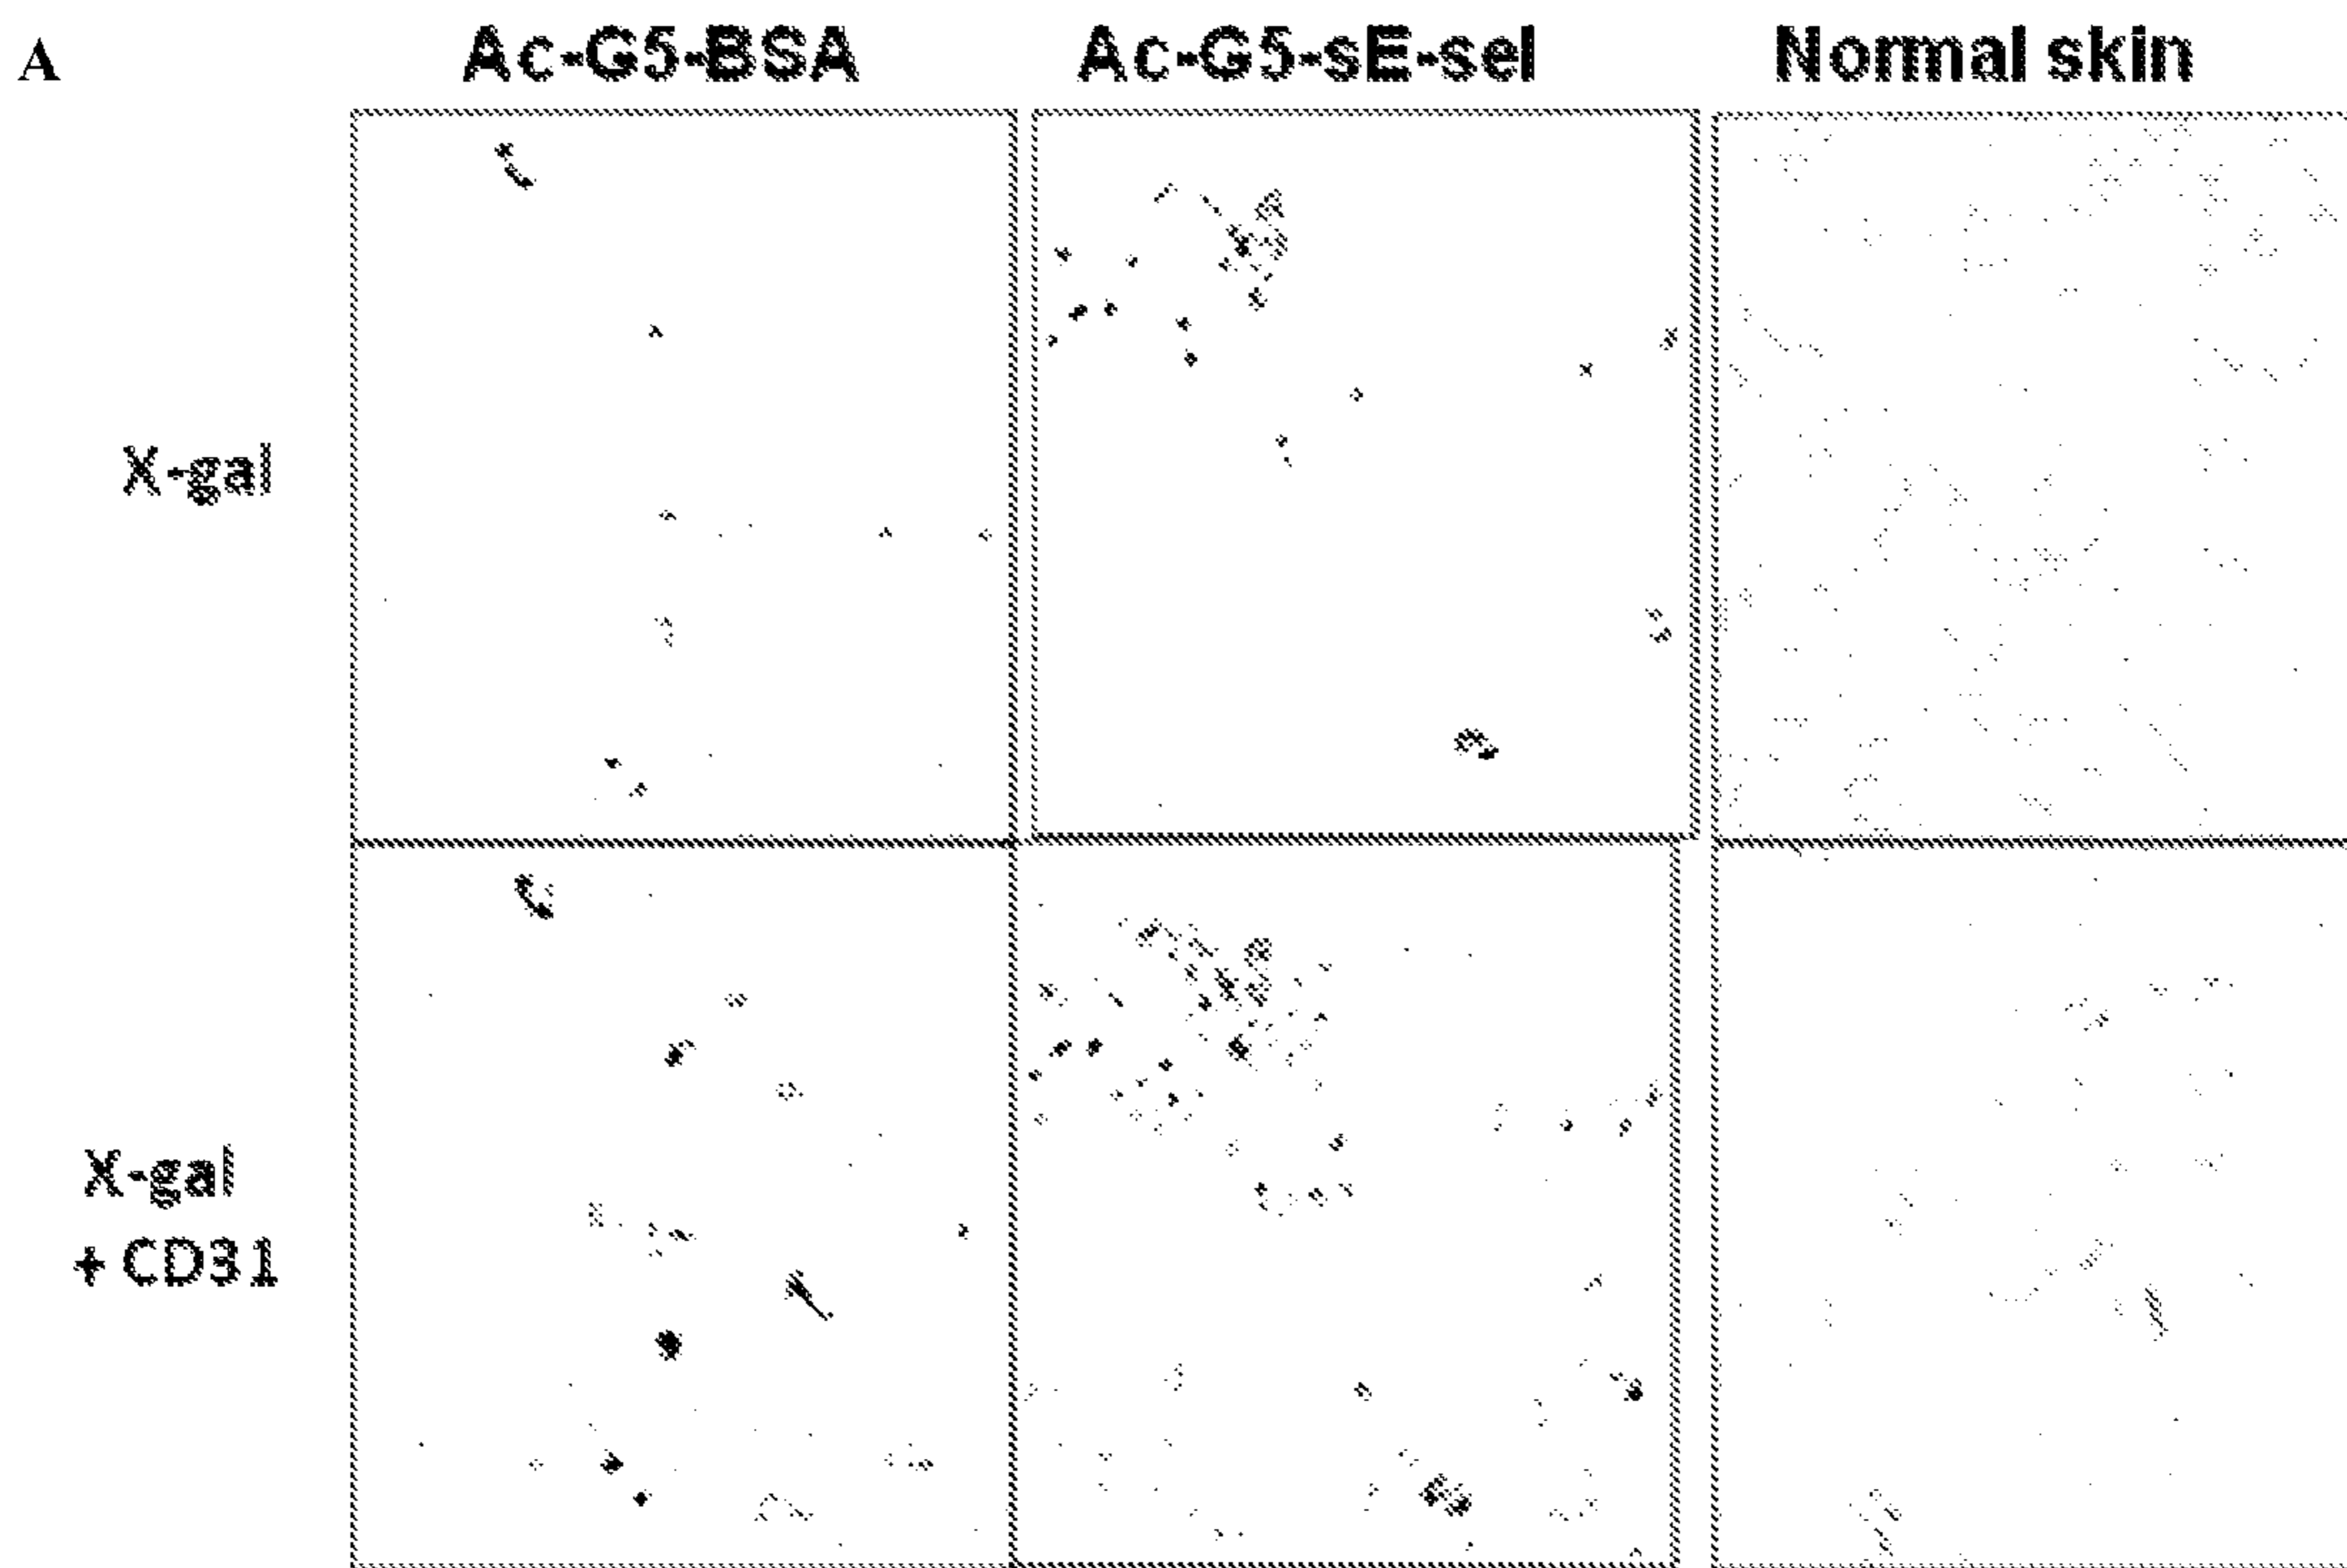 A
Ac-G5-BSA
Ac-G5-sE-sel
Normal skin
X-gal
X-gal
+ CD31